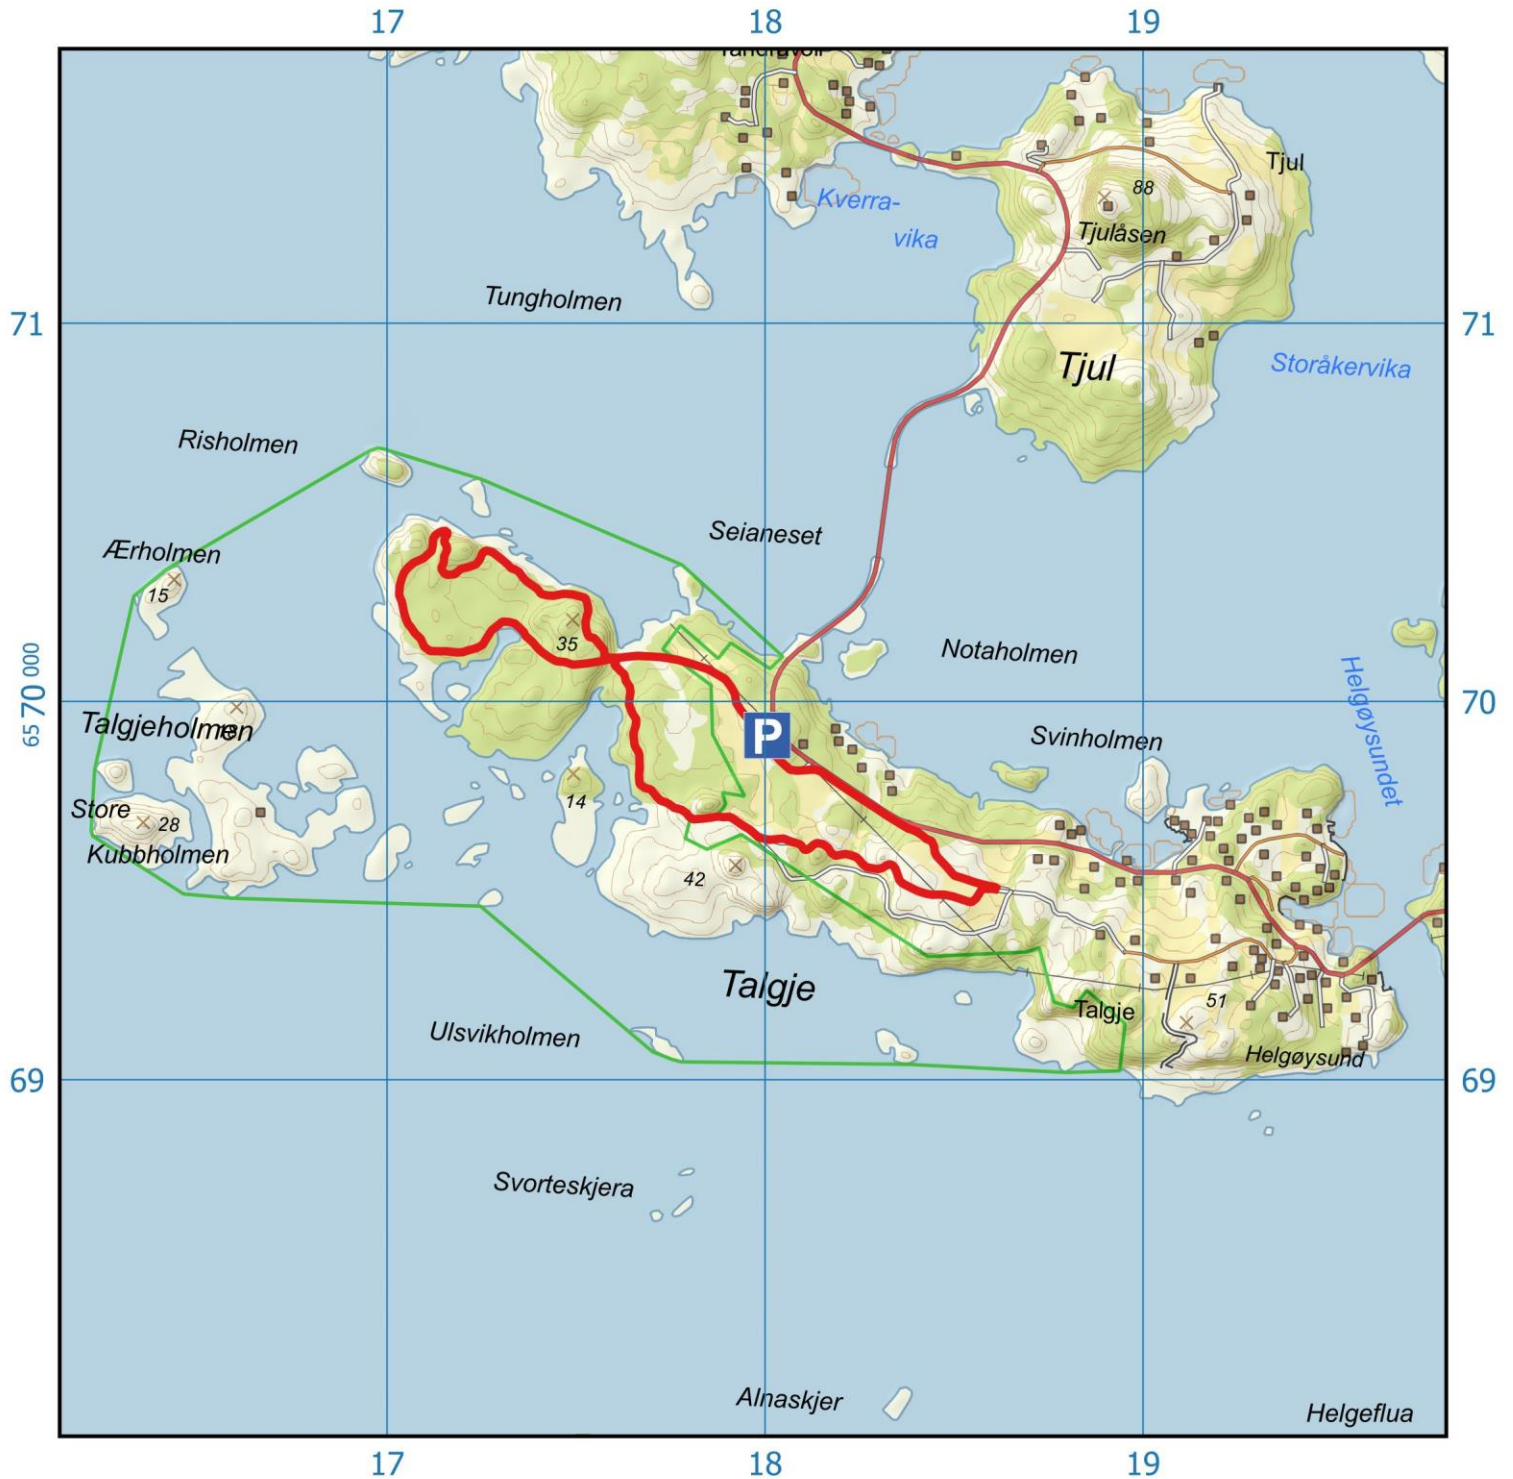 17 18 19
Tjul
88
Kverra-
vika
Tjulåsen
Tungholmen
71 71
Tjul
Storåkervika
Risholmen
Seianeset
Ærholmen
15
35
Notaholmen
Helgøysundet
65 70 000
70
Talgjeholmen
18
P
Svinholmen
14
Store
28
Kubbholmen
42
Talgje
51
Talgje
Ulsvikholmen
Helgøysund
69 69
Svorteskjera
Alnaskjer
Helgeflua
17 18 19